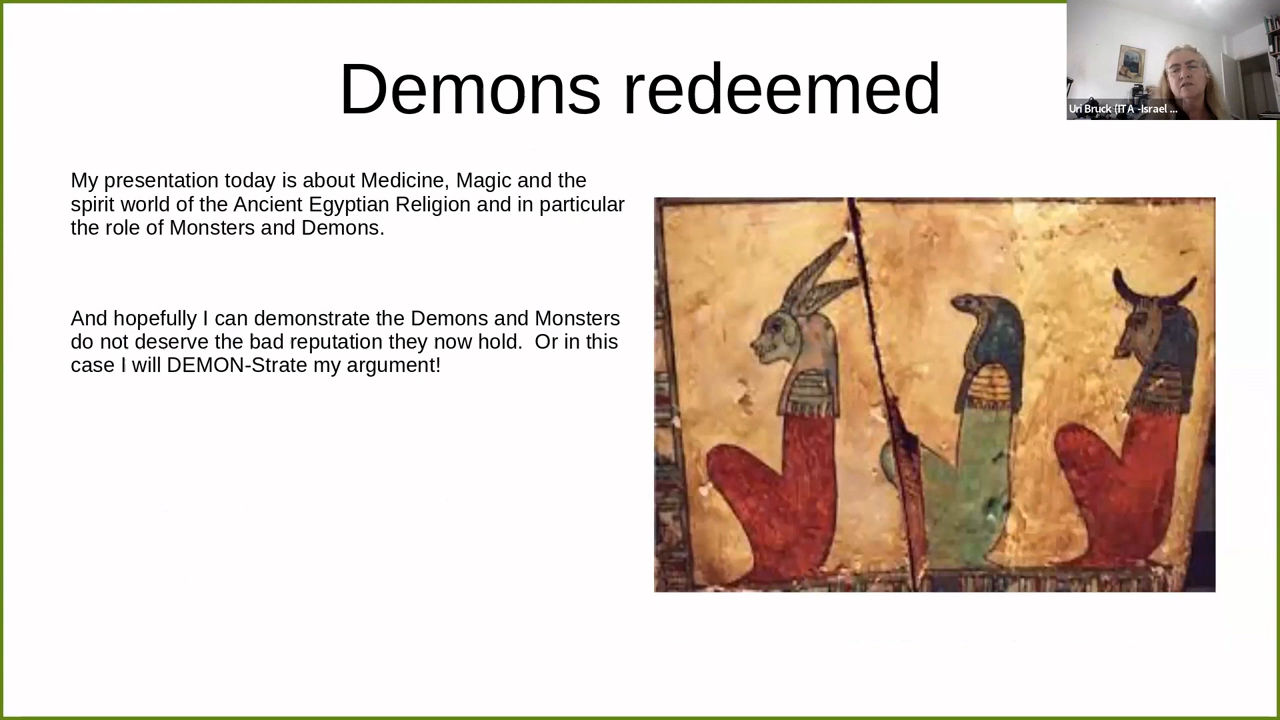 Demons redeemed
Uri Bruck (ITA -Israel ...
My presentation today is about Medicine, Magic and the
spirit world of the Ancient Egyptian Religion and in particular
the role of Monsters and Demons.
And hopefully I can demonstrate the Demons and Monsters
do not deserve the bad reputation they now hold.  Or in this
case I will DEMON-Strate my argument!